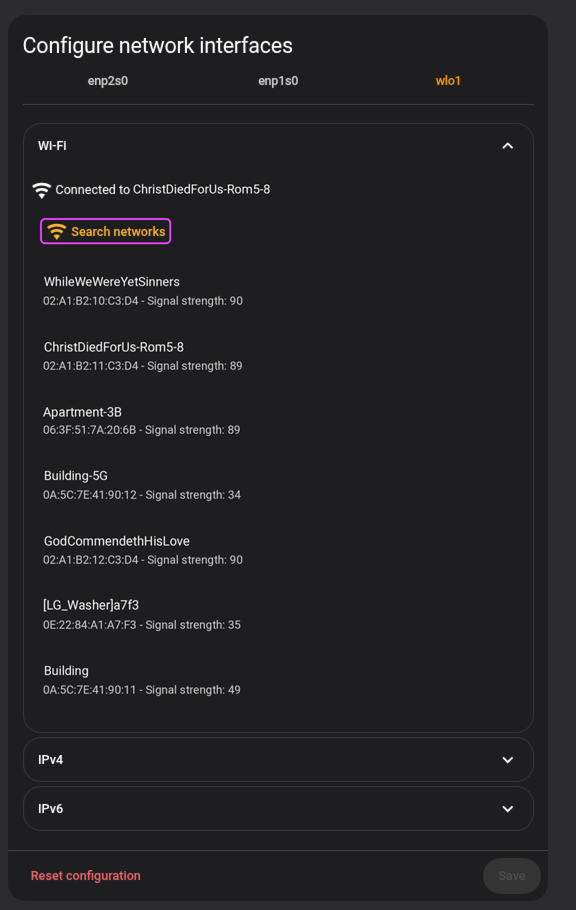 Configure network interfaces
enp2s0 enp1s0 wlo1
Wi-Fi
Connected to ChristDiedForUs-Rom5-8
Search networks
WhileWeWereYetSinners
02:A1:B2:10:C3:D4 - Signal strength: 90
ChristDiedForUs-Rom5-8
02:A1:B2:11:C3:D4 - Signal strength: 89
Apartment-3B
06:3F:51:7A:20:6B - Signal strength: 89
Building-5G
0A:5C:7E:41:90:12 - Signal strength: 34
GodCommendethHisLove
02:A1:B2:12:C3:D4 - Signal strength: 90
[LG_Washer]a7f3
0E:22:84:A1:A7:F3 - Signal strength: 35
Building
0A:5C:7E:41:90:11 - Signal strength: 49
IPv4
IPv6
Reset configuration Save